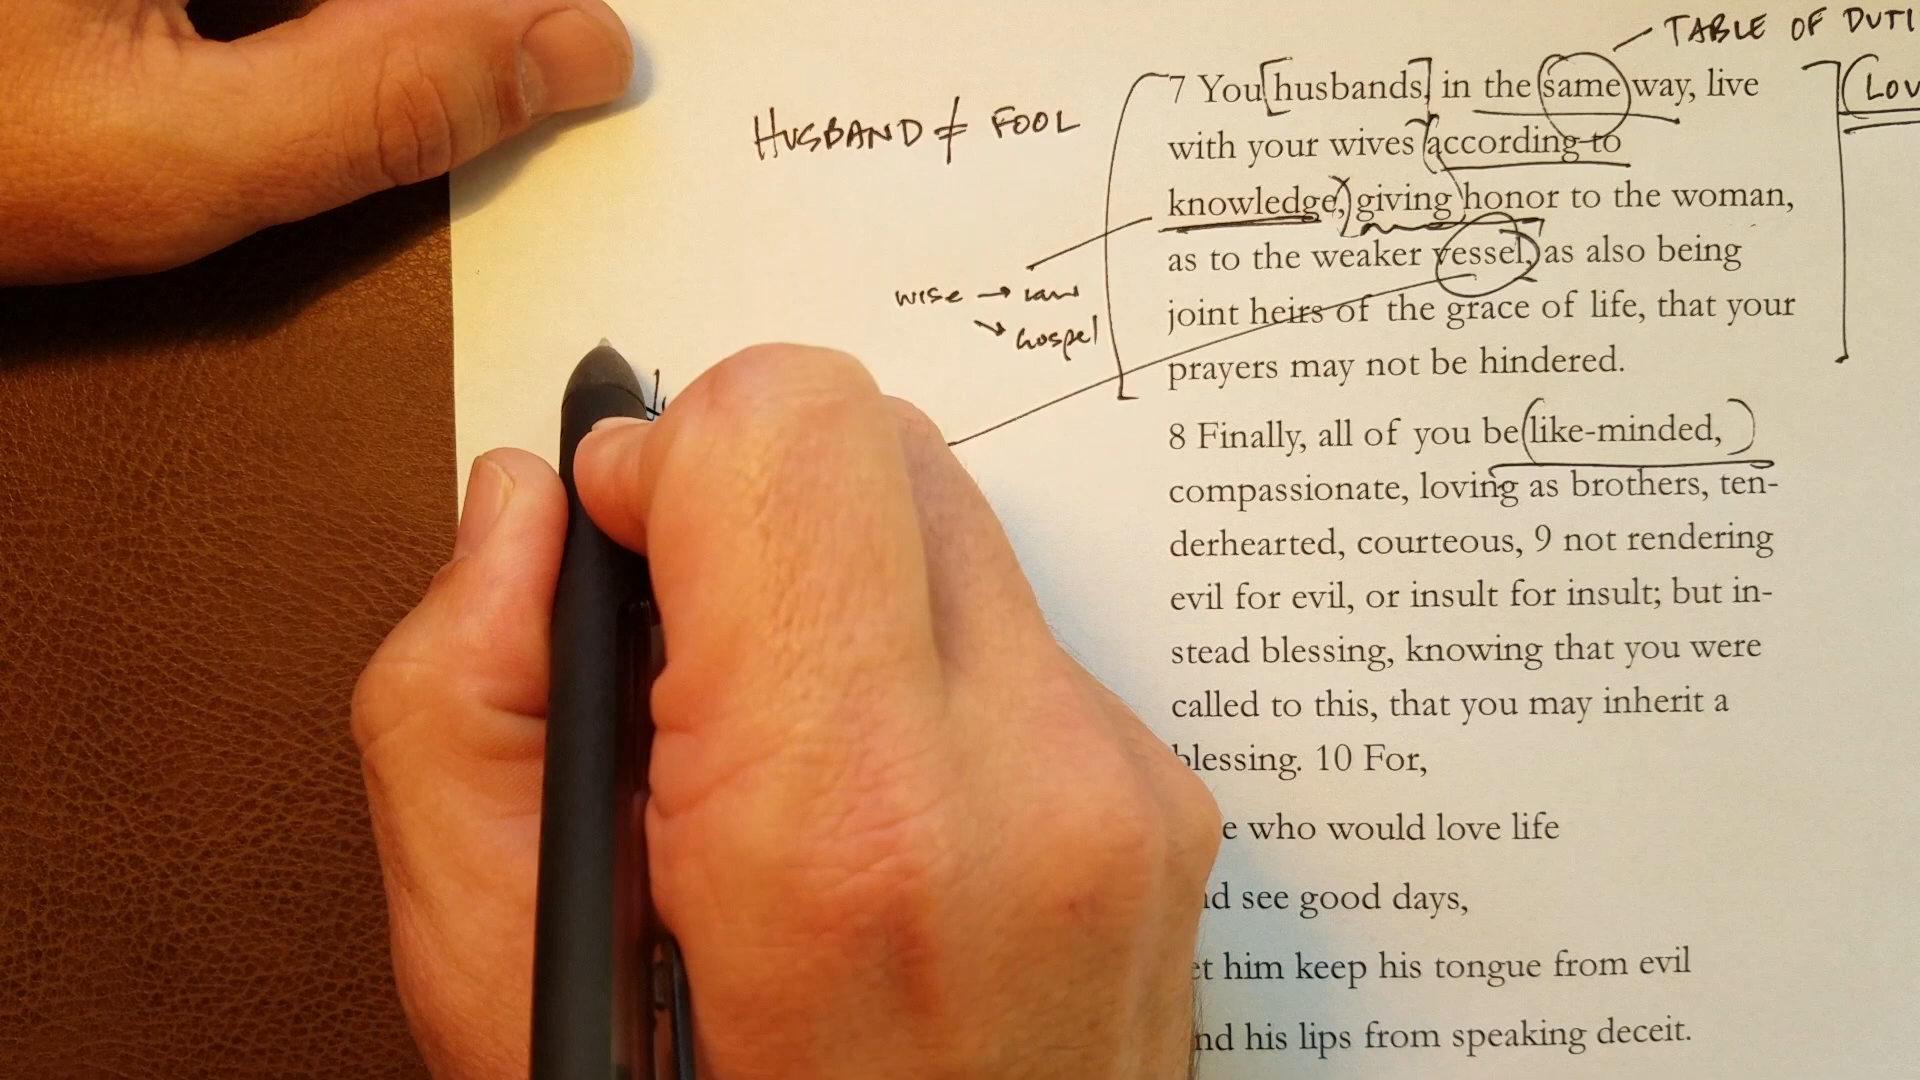 TABLE OF DUTI
HUSBAND ≠ FOOL
wise → law
↘ Gospel
7 You [husbands] in the same way, live
with your wives according to
knowledge, giving honor to the woman,
as to the weaker vessel, as also being
joint heirs of the grace of life, that your
prayers may not be hindered.
8 Finally, all of you be like-minded,
compassionate, loving as brothers, ten-
derhearted, courteous, 9 not rendering
evil for evil, or insult for insult; but in-
stead blessing, knowing that you were
called to this, that you may inherit a
blessing. 10 For,
e who would love life
nd see good days,
et him keep his tongue from evil
nd his lips from speaking deceit.
LOV